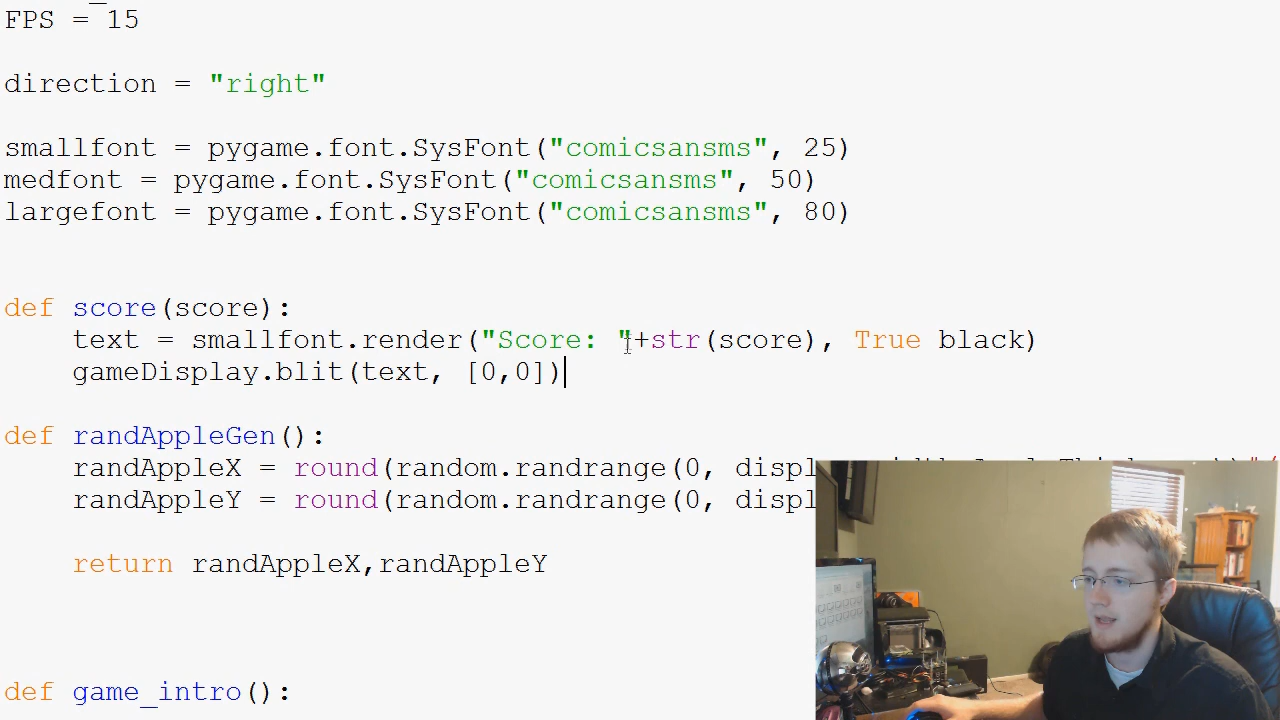 FPS = 15
direction = "right"
smallfont = pygame.font.SysFont("comicsansms", 25)
medfont = pygame.font.SysFont("comicsansms", 50)
largefont = pygame.font.SysFont("comicsansms", 80)
def score(score):
text = smallfont.render("Score: "+str(score), True black)
gameDisplay.blit(text, [0,0])
def randAppleGen():
randAppleX = round(random.randrange(0, displ
randAppleY = round(random.randrange(0, displ
return randAppleX,randAppleY
def game_intro():